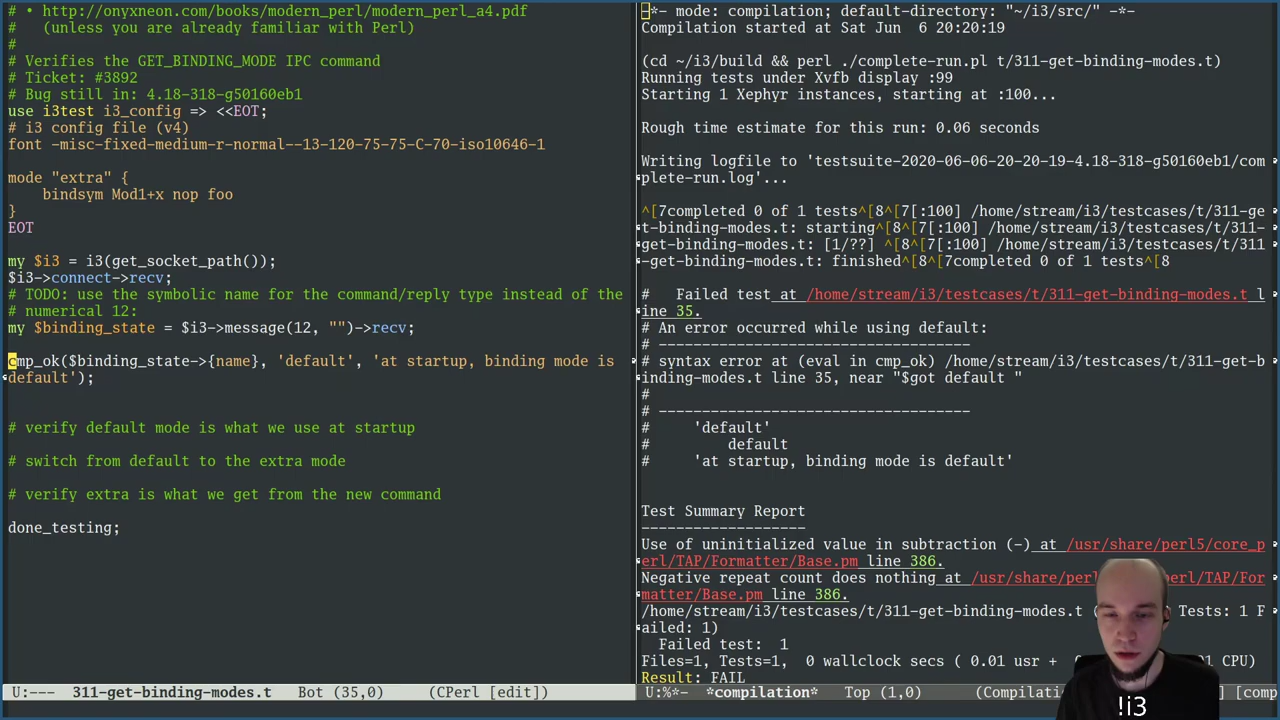 #  • http://onyxneon.com/books/modern_perl/modern_perl_a4.pdf
#    (unless you are already familiar with Perl)
#
# Verifies the GET_BINDING_MODE IPC command
# Ticket: #3892
# Bug still in: 4.18-318-g50160eb1
use i3test i3_config => <<EOT;
# i3 config file (v4)
font -misc-fixed-medium-r-normal--13-120-75-75-C-70-iso10646-1

mode "extra" {
    bindsym Mod1+x nop foo
}
EOT

my $i3 = i3(get_socket_path());
$i3->connect->recv;
# TODO: use the symbolic name for the command/reply type instead of the
# numerical 12:
my $binding_state = $i3->message(12, "")->recv;

cmp_ok($binding_state->{name}, 'default', 'at startup, binding mode is
default');

# verify default mode is what we use at startup

# switch from default to the extra mode

# verify extra is what we get from the new command

done_testing;
U:---  311-get-binding-modes.t   Bot (35,0)     (CPerl [edit])
-*- mode: compilation; default-directory: "~/i3/src/" -*-
Compilation started at Sat Jun  6 20:20:19

(cd ~/i3/build && perl ./complete-run.pl t/311-get-binding-modes.t)
Running tests under Xvfb display :99
Starting 1 Xephyr instances, starting at :100...

Rough time estimate for this run: 0.06 seconds

Writing logfile to 'testsuite-2020-06-06-20-20-19-4.18-318-g50160eb1/com
plete-run.log'...

^[7completed 0 of 1 tests^[8^[7[:100] /home/stream/i3/testcases/t/311-ge
t-binding-modes.t: starting^[8^[7[:100] /home/stream/i3/testcases/t/311-
get-binding-modes.t: [1/??] ^[8^[7[:100] /home/stream/i3/testcases/t/311
-get-binding-modes.t: finished^[8^[7completed 0 of 1 tests^[8

#   Failed test at /home/stream/i3/testcases/t/311-get-binding-modes.t l
ine 35.
# An error occurred while using default:
# ------------------------------------
# syntax error at (eval in cmp_ok) /home/stream/i3/testcases/t/311-get-b
inding-modes.t line 35, near "$got default "
#
# ------------------------------------
#     'default'
#         default
#     'at startup, binding mode is default'

Test Summary Report
-------------------
Use of uninitialized value in subtraction (-) at /usr/share/perl5/core_p
erl/TAP/Formatter/Base.pm line 386.
Negative repeat count does nothing at /usr/share/perl erl/TAP/For
matter/Base.pm line 386.
/home/stream/i3/testcases/t/311-get-binding-modes.t Tests: 1 F
ailed: 1)
  Failed test:  1
Files=1, Tests=1,  0 wallclock secs ( 0.01 usr + CPU)
Result: FAIL
U:%*-  *compilation*   Top (1,0)      (Compilati ] [comp
!i3